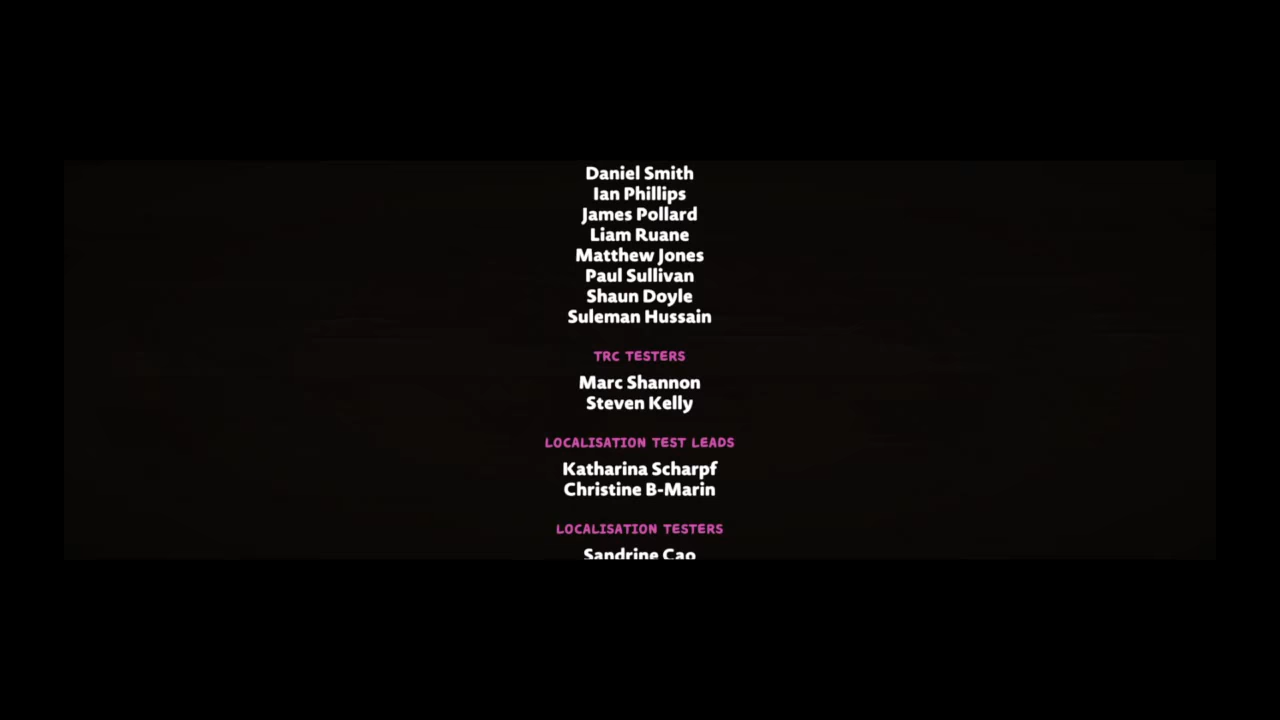 Daniel Smith
Ian Phillips
James Pollard
Liam Ruane
Matthew Jones
Paul Sullivan
Shaun Doyle
Suleman Hussain
TRC TESTERS
Marc Shannon
Steven Kelly
LOCALISATION TEST LEADS
Katharina Scharpf
Christine B-Marin
LOCALISATION TESTERS
Sandrine Cao